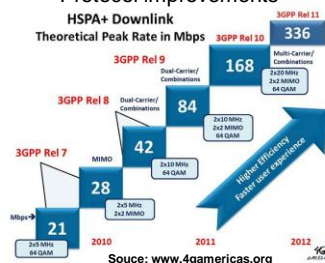 Protocol improvements
HSPA+ Downlink
Theoretical Peak Rate in Mbps
3GPP Rel 11
336
Multi-Carrier/
Combinations
2x20 MHz
2x2 MIMO
64 QAM
3GPP Rel 10
168
3GPP Rel 9
Dual-Carrier/
Combinations
84
2x10 MHz
2x2 MIMO
64 QAM
3GPP Rel 8
Dual-Carrier/
Combinations
42
2x10 MHz
64 QAM
3GPP Rel 7
MIMO
28
2x5 MHz
2x2 MIMO
Mbps
21
2x5 MHz
64 QAM
Higher Efficiency
Faster user experience
2010
2011
2012
Souce: www.4gamericas.org